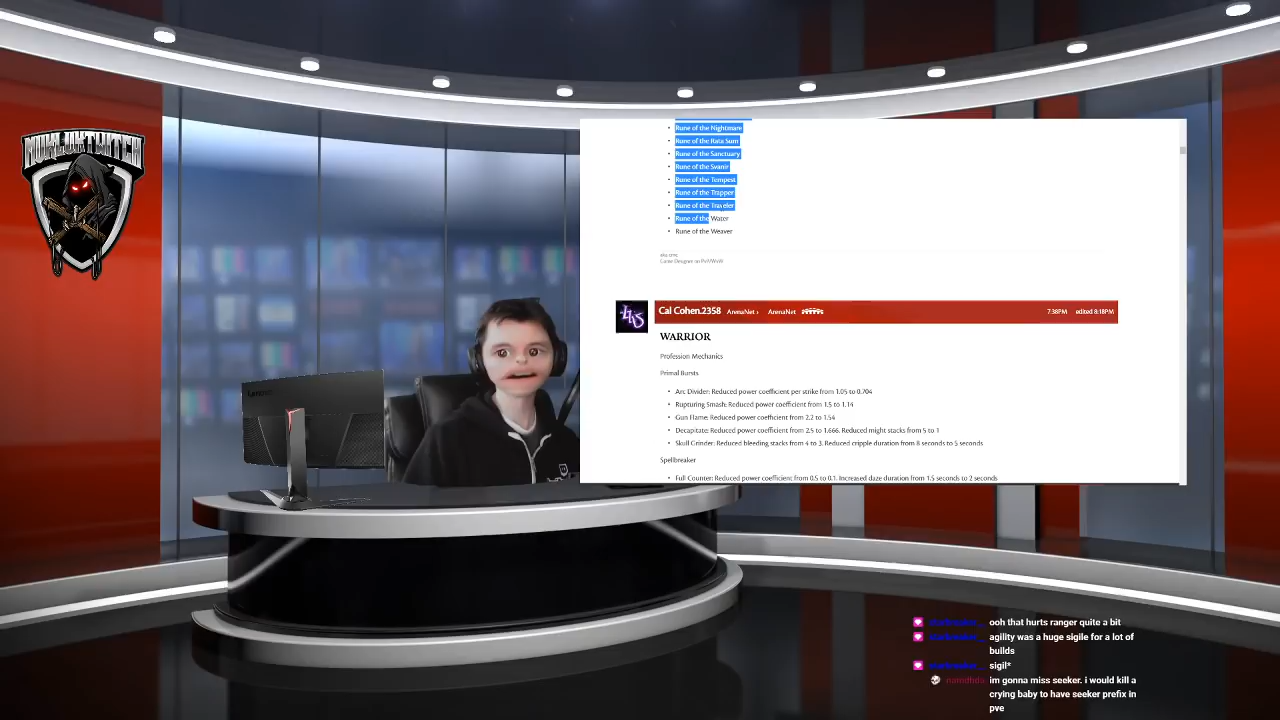 Rune of the Nightmare
Rune of the Rata Sum
Rune of the Sanctuary
Rune of the Svanir
Rune of the Tempest
Rune of the Trapper
Rune of the Traveler
Rune of the Water
Rune of the Weaver
Game Designer on PvP/WvW
Cal Cohen.2358 ArenaNet › ArenaNet 7:38PM edited 8:18PM
WARRIOR
Profession Mechanics
Primal Bursts
Arc Divider: Reduced power coefficient per strike from 1.05 to 0.704
Rupturing Smash: Reduced power coefficient from 1.5 to 1.14
Gun Flame: Reduced power coefficient from 2.2 to 1.54
Decapitate: Reduced power coefficient from 2.5 to 1.666. Reduced might stacks from 5 to 1
Skull Grinder: Reduced bleeding stacks from 4 to 3. Reduced cripple duration from 8 seconds to 5 seconds
Spellbreaker
Full Counter: Reduced power coefficient from 0.5 to 0.1. Increased daze duration from 1.5 seconds to 2 seconds
Lenovo
ooh that hurts ranger quite a bit
agility was a huge sigile for a lot of
builds
sigil*
im gonna miss seeker. i would kill a
crying baby to have seeker prefix in
pve